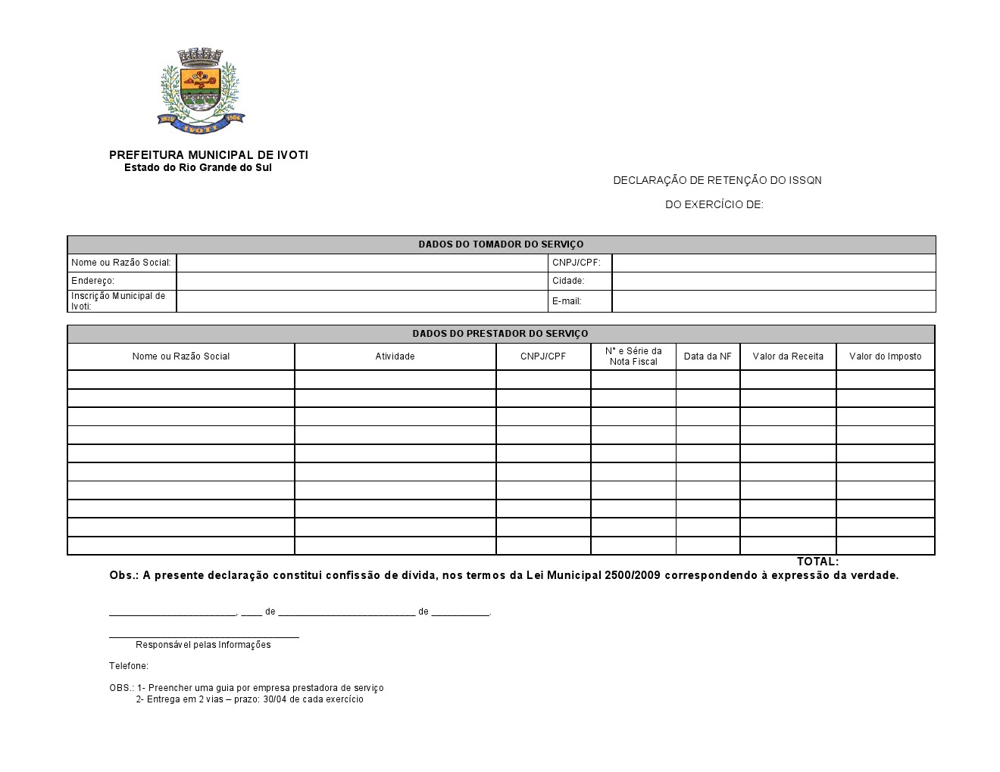 1829 1964
IVOTI
PREFEITURA MUNICIPAL DE IVOTI
Estado do Rio Grande do Sul
DECLARAÇÃO DE RETENÇÃO DO ISSQN
DO EXERCÍCIO DE:
DADOS DO TOMADOR DO SERVIÇO
Nome ou Razão Social: CNPJ/CPF:
Endereço: Cidade:
Inscrição Municipal de
Ivoti: E-mail:
DADOS DO PRESTADOR DO SERVIÇO
Nome ou Razão Social Atividade CNPJ/CPF N° e Série da Nota Fiscal Data da NF Valor da Receita Valor do Imposto
TOTAL:
Obs.: A presente declaração constitui confissão de dívida, nos termos da Lei Municipal 2500/2009 correspondendo à expressão da verdade.
________________________, ____ de __________________________ de ___________.
____________________________________
Responsável pelas Informações
Telefone:
OBS.: 1- Preencher uma guia por empresa prestadora de serviço
2- Entrega em 2 vias – prazo: 30/04 de cada exercício